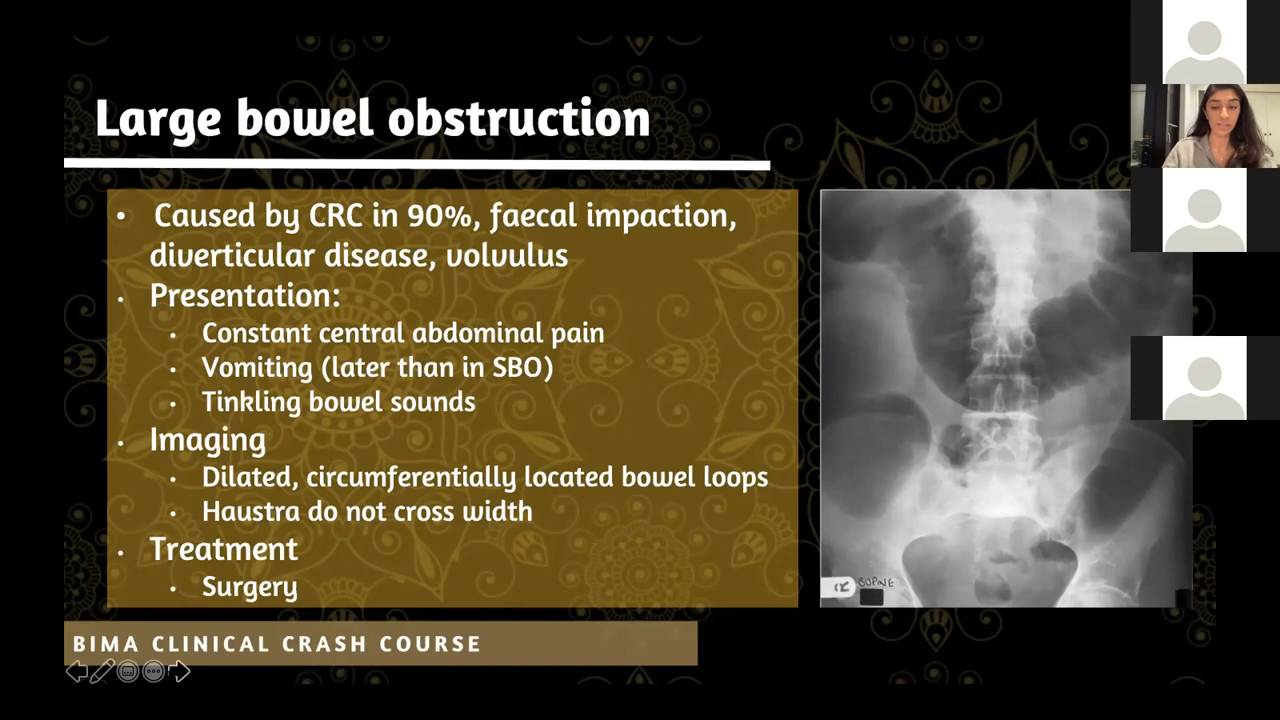 Large bowel obstruction
Caused by CRC in 90%, faecal impaction,
diverticular disease, volvulus
Presentation:
Constant central abdominal pain
Vomiting (later than in SBO)
Tinkling bowel sounds
Imaging
Dilated, circumferentially located bowel loops
Haustra do not cross width
Treatment
Surgery
R
SUPINE
BIMA CLINICAL CRASH COURSE